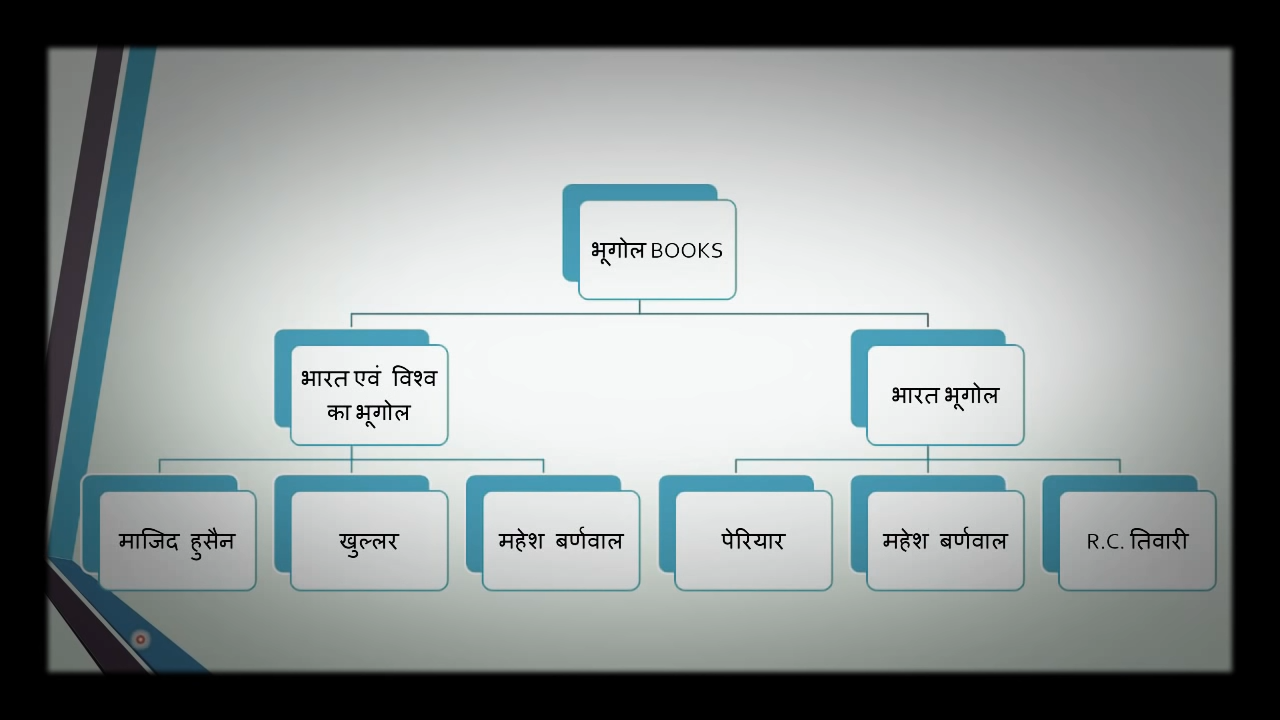 भूगोल BOOKS
भारत एवं विश्व
का भूगोल
भारत भूगोल
माजिद हुसैन
खुल्लर
महेश बर्णवाल
पेरियार
महेश बर्णवाल
R.C. तिवारी